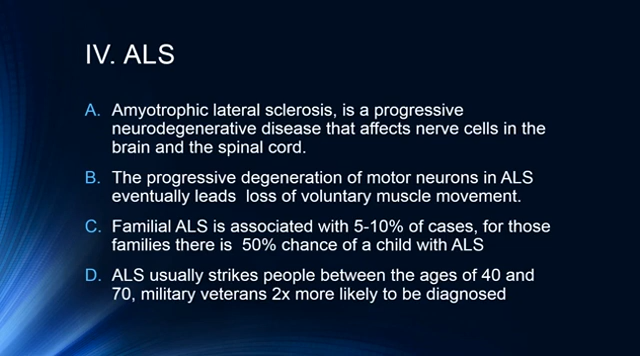 IV. ALS
A. Amyotrophic lateral sclerosis, is a progressive
neurodegenerative disease that affects nerve cells in the
brain and the spinal cord.
B. The progressive degeneration of motor neurons in ALS
eventually leads  loss of voluntary muscle movement.
C. Familial ALS is associated with 5-10% of cases, for those
families there is  50% chance of a child with ALS
D. ALS usually strikes people between the ages of 40 and
70, military veterans 2x more likely to be diagnosed